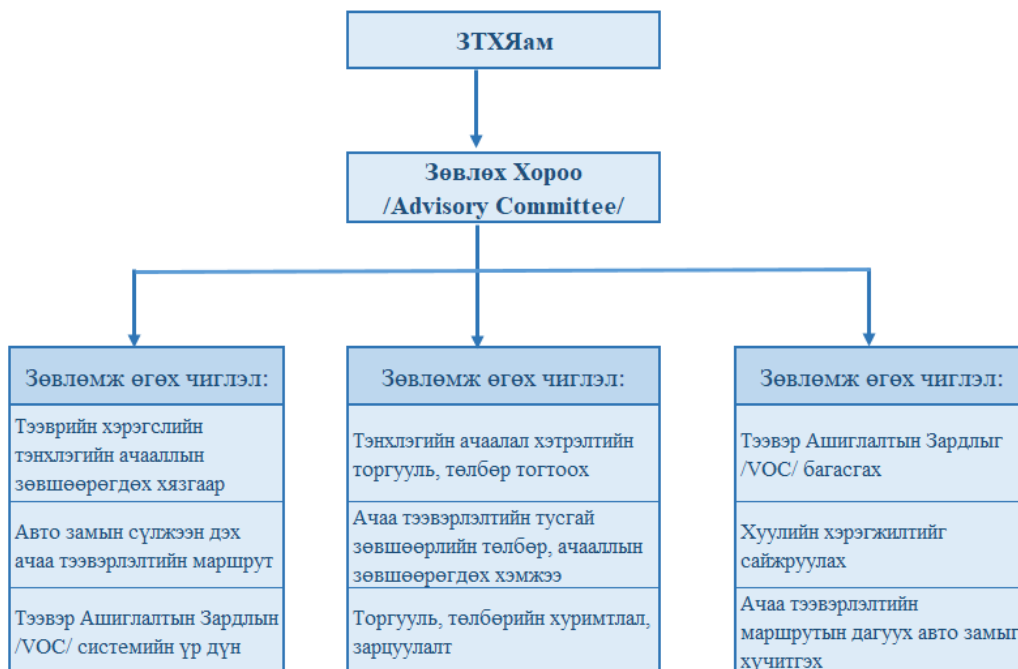 ЗТХЯам
Зөвлөх Хороо
/Advisory Committee/
Зөвлөмж өгөх чиглэл:
Тээврийн хэрэгслийн
тэнхлэгийн ачааллын
зөвшөөрөгдөх хязгаар
Авто замын сүлжээн дэх
ачаа тээвэрлэлтийн маршрут
Тээвэр Ашиглалтын Зардлын
/VOC/ системийн үр дүн
Зөвлөмж өгөх чиглэл:
Тэнхлэгийн ачаалал хэтрэлтийн
торгууль, төлбөр тогтоох
Ачаа тээвэрлэлтийн тусгай
зөвшөөрлийн төлбөр, ачааллын
зөвшөөрөгдөх хэмжээ
Торгууль, төлбөрийн хуримтлал,
зарцуулалт
Зөвлөмж өгөх чиглэл:
Тээвэр Ашиглалтын Зардлыг
/VOC/ багасгах
Хуулийн хэрэгжилтийг
сайжруулах
Ачаа тээвэрлэлтийн
маршрутын дагуух авто замыг
хүчитгэх